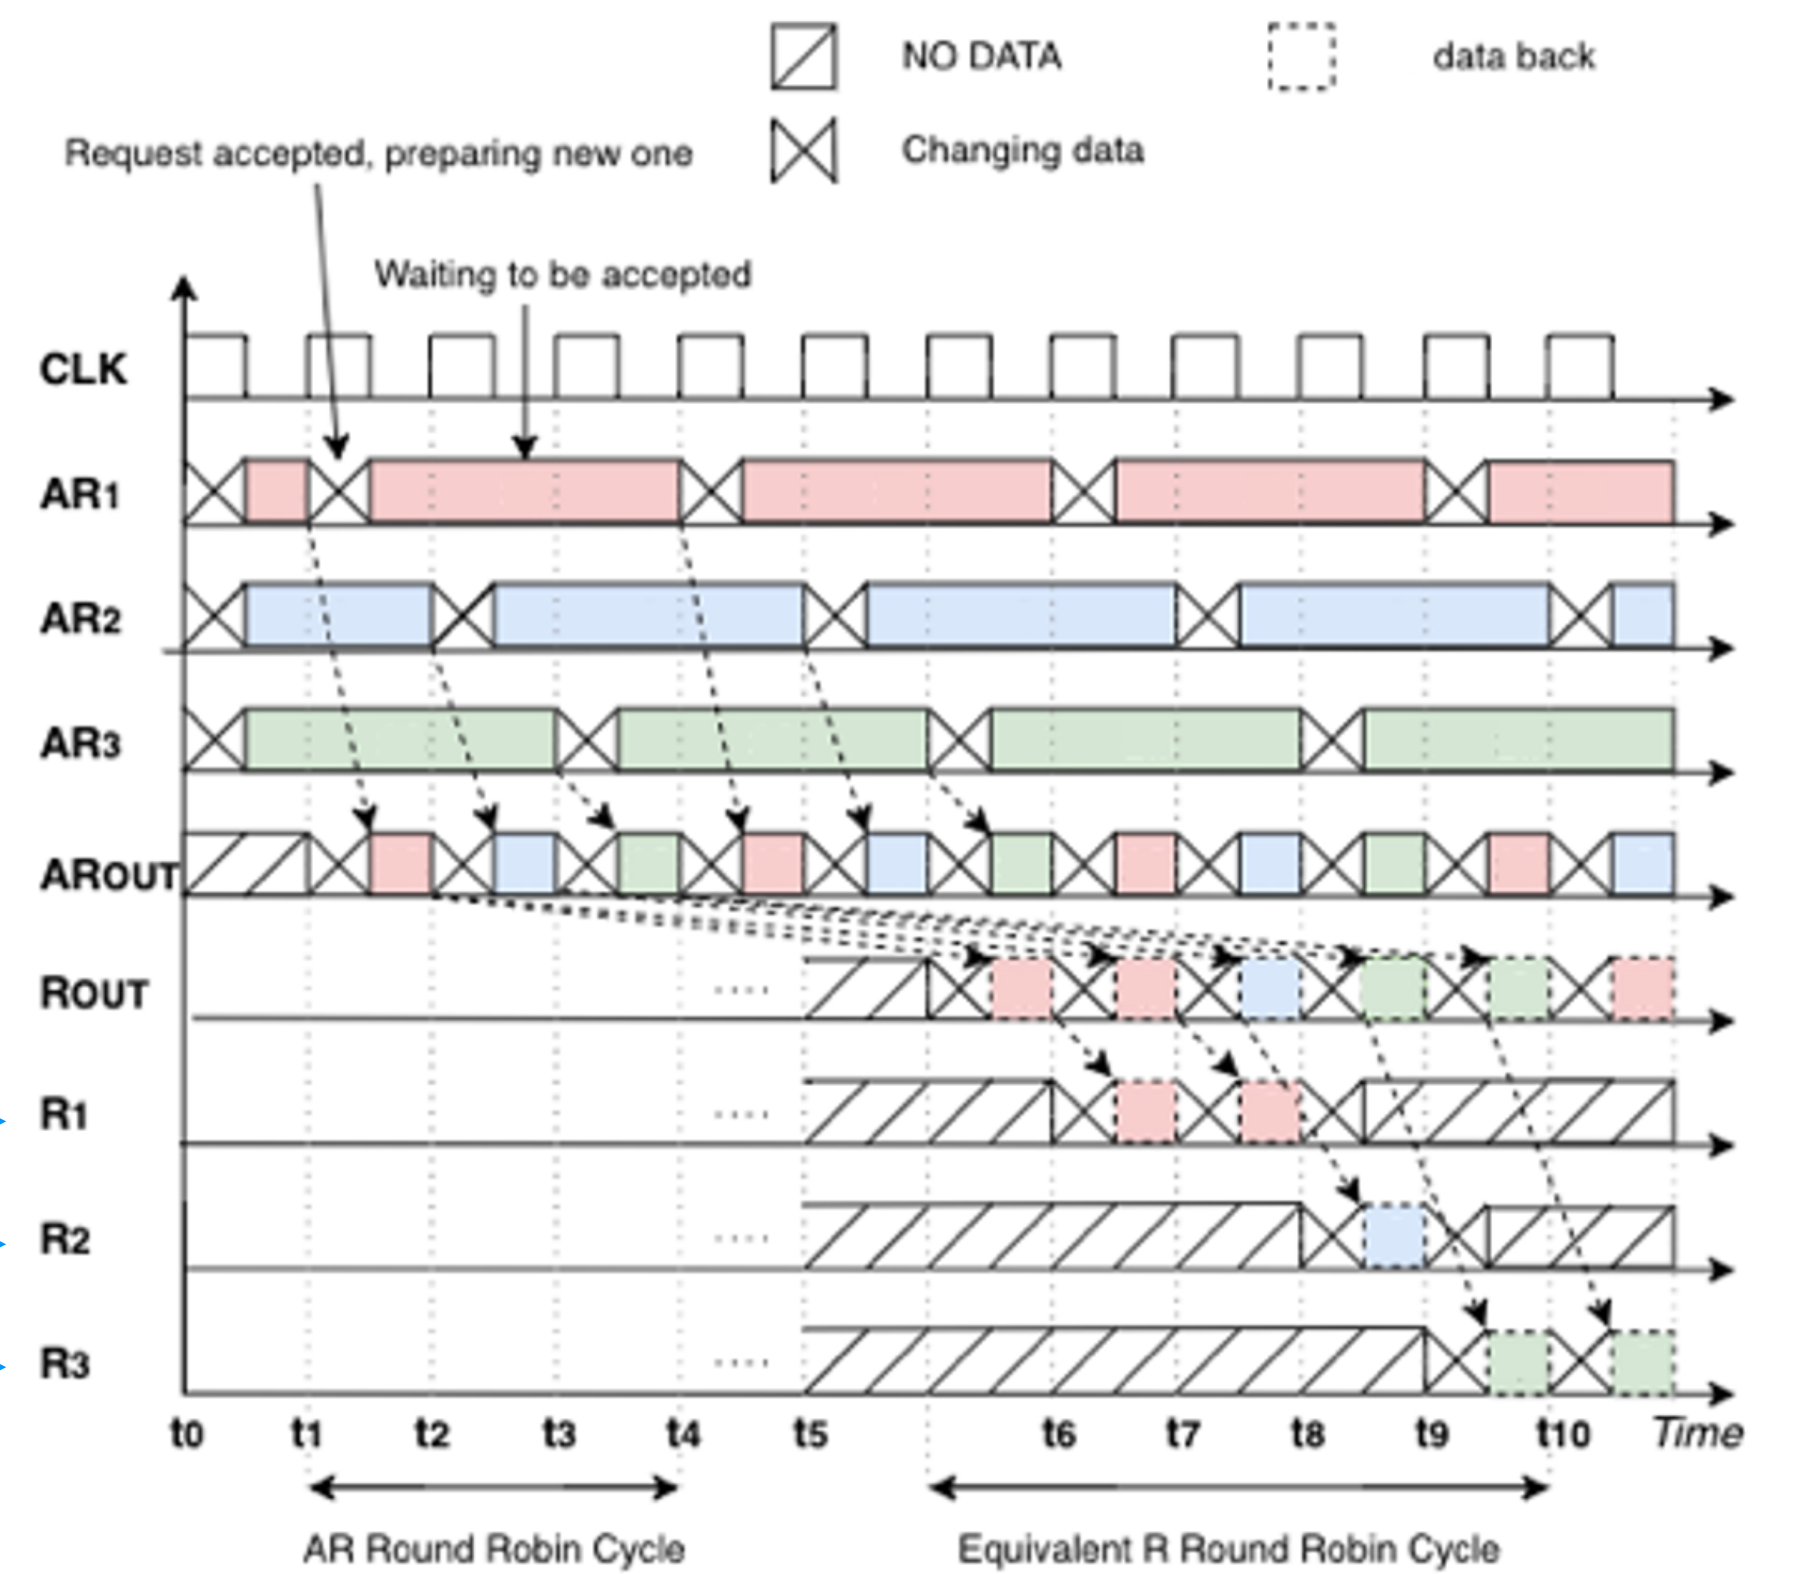 NO DATA
data back
Changing data
Request accepted, preparing new one
Waiting to be accepted
CLK
AR1
AR2
AR3
AROUT
ROUT
R1
R2
R3
t0 t1 t2 t3 t4 t5 t6 t7 t8 t9 t10 Time
AR Round Robin Cycle
Equivalent R Round Robin Cycle